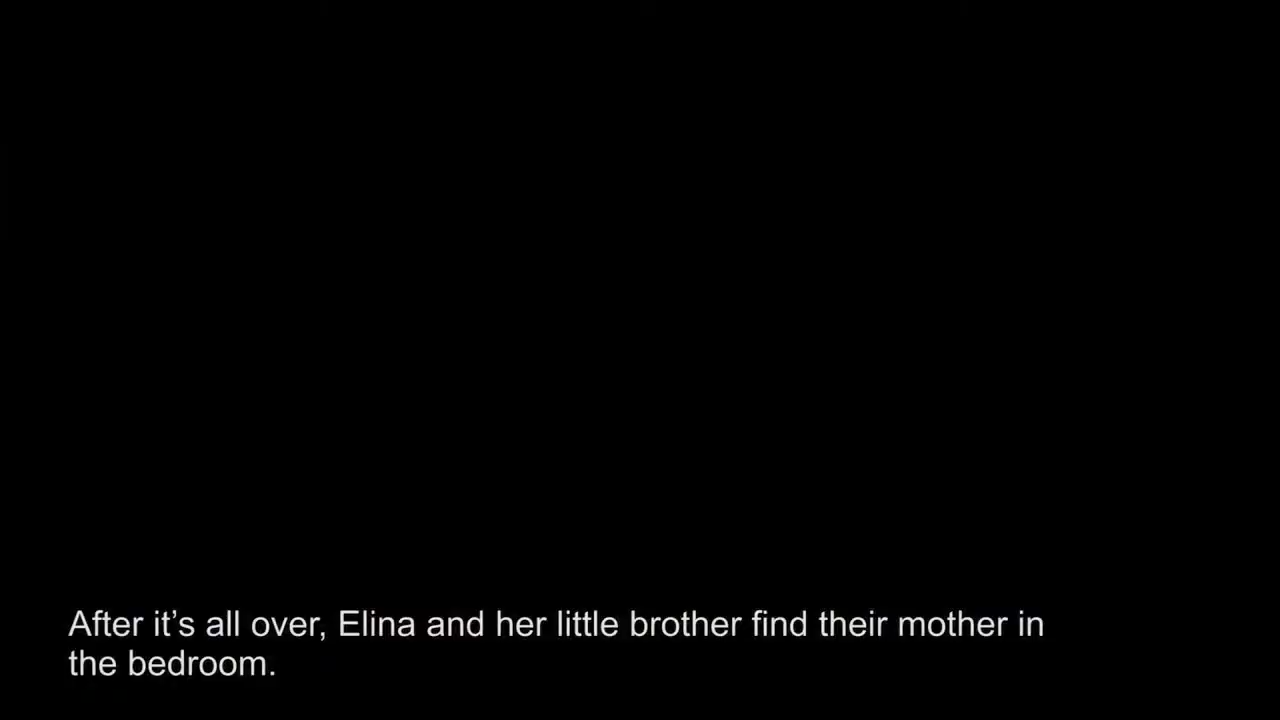 After it’s all over, Elina and her little brother find their mother in
the bedroom.